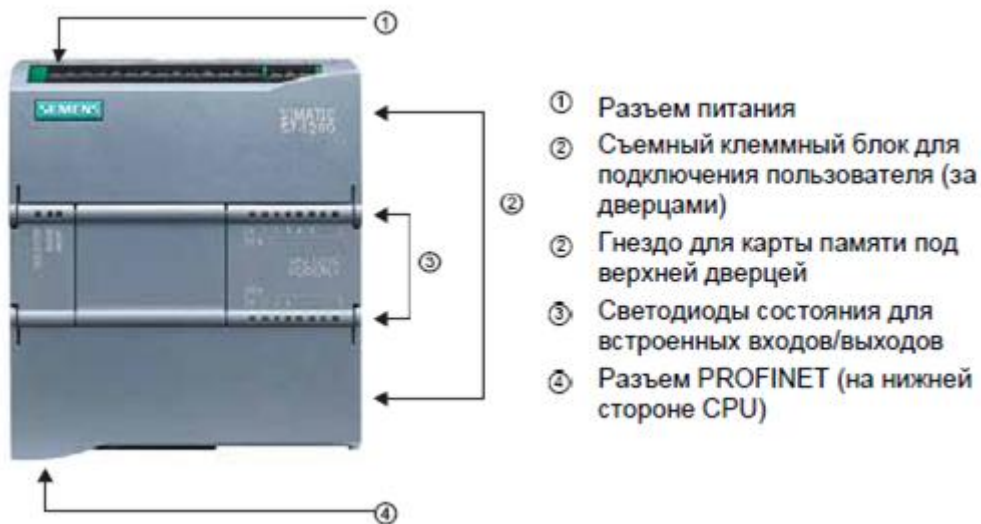 ①
SIEMENS
SIMATIC
S7-1200
②
③
④
① Разъем питания
② Съемный клеммный блок для
подключения пользователя (за
дверцами)
② Гнездо для карты памяти под
верхней дверцей
③ Светодиоды состояния для
встроенных входов/выходов
④ Разъем PROFINET (на нижней
стороне CPU)